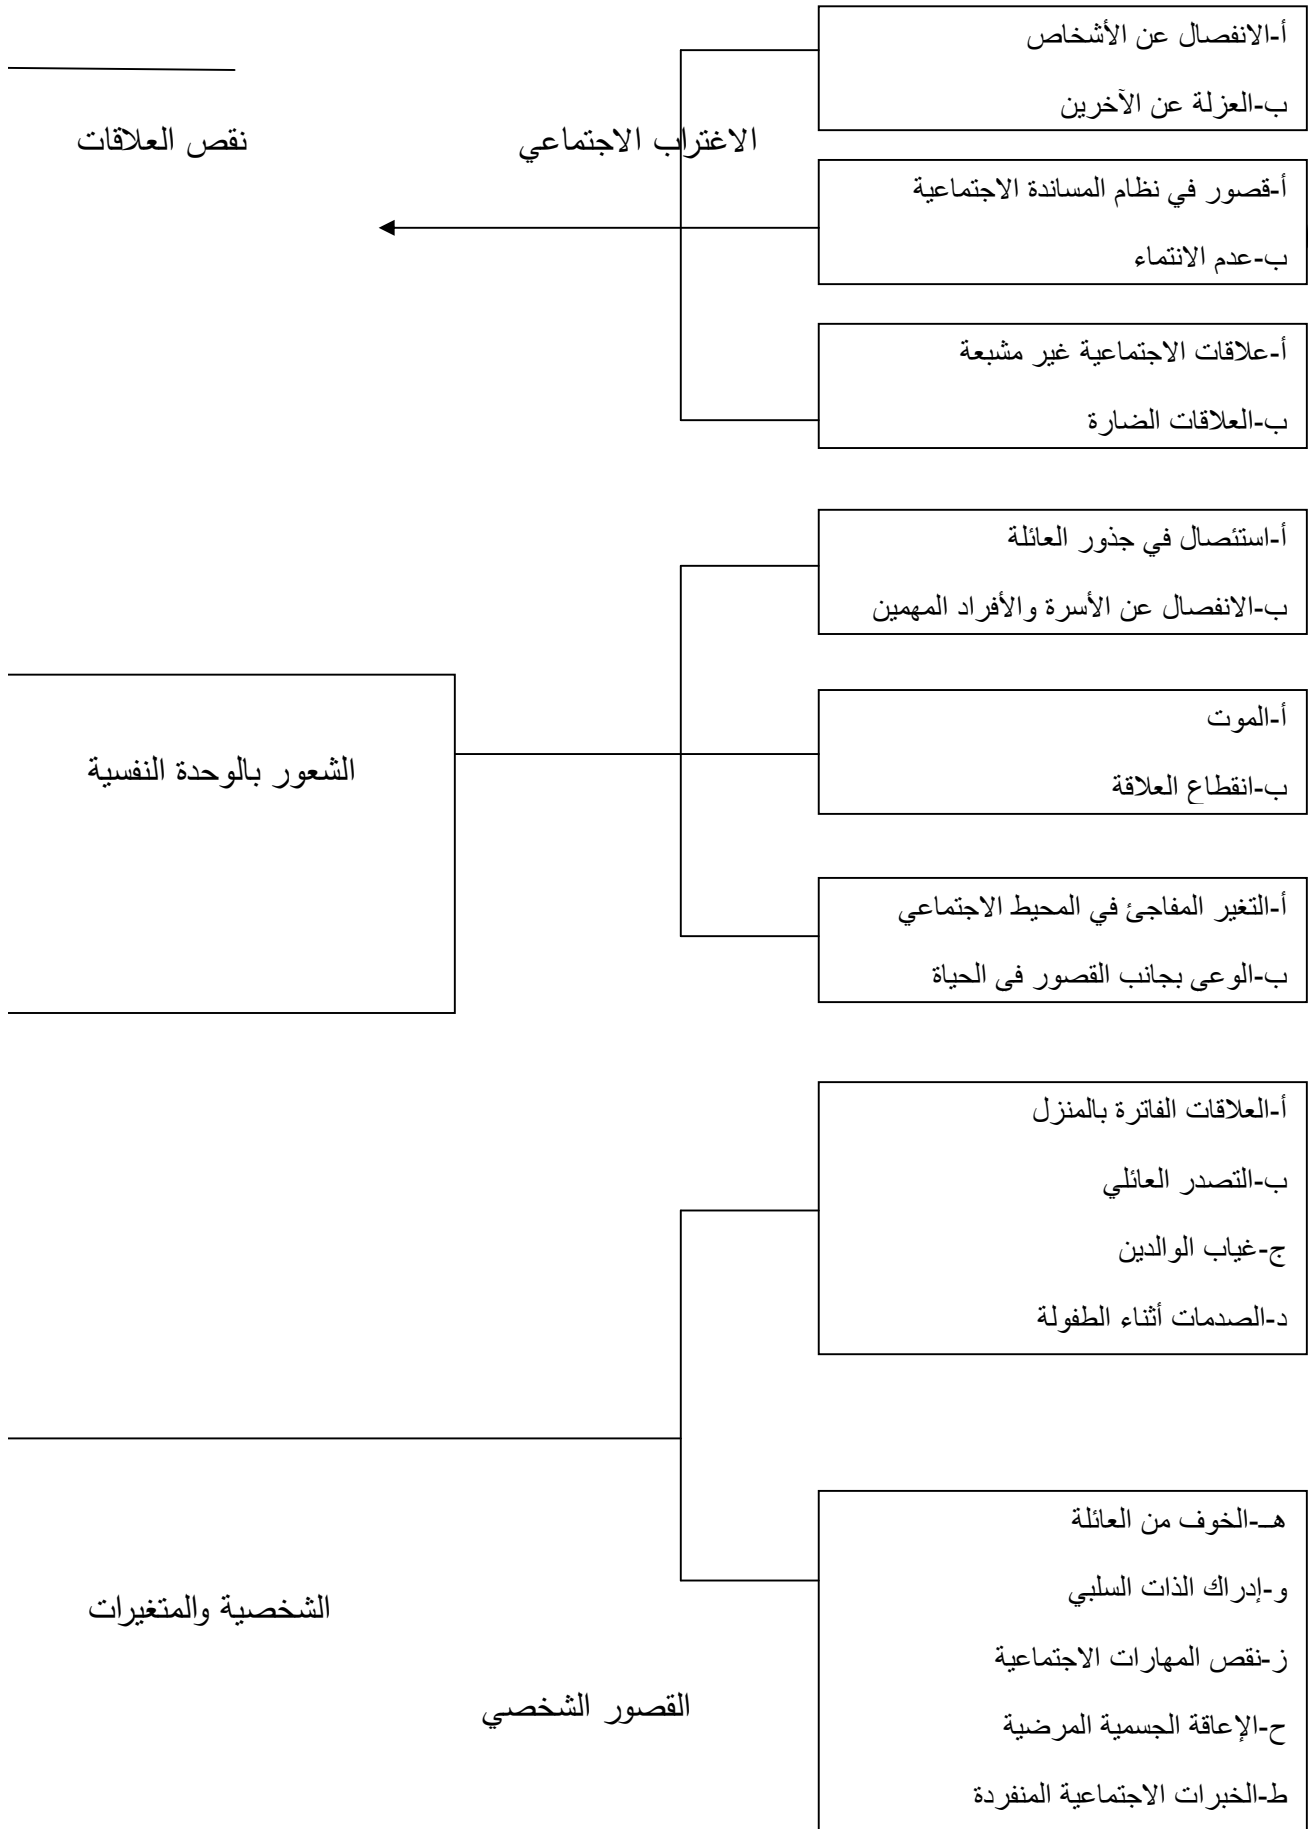 أ-الانفصال عن الأشخاص
ب-العزلة عن الآخرين
الاغتراب الاجتماعي
نقص العلاقات
أ-قصور في نظام المساندة الاجتماعية
ب-عدم الانتماء
أ-علاقات الاجتماعية غير مشبعة
ب-العلاقات الضارة
أ-استئصال في جذور العائلة
ب-الانفصال عن الأسرة والأفراد المهمين
أ-الموت
ب-انقطاع العلاقة
الشعور بالوحدة النفسية
أ-التغير المفاجئ في المحيط الاجتماعي
ب-الوعي بجانب القصور في الحياة
أ-العلاقات الفاترة بالمنزل
ب-التصدر العائلي
ج-غياب الوالدين
د-الصدمات أثناء الطفولة
هـ-الخوف من العائلة
و-إدراك الذات السلبي
ز-نقص المهارات الاجتماعية
ح-الإعاقة الجسمية المرضية
ط-الخبرات الاجتماعية المنفردة
الشخصية والمتغيرات
القصور الشخصي